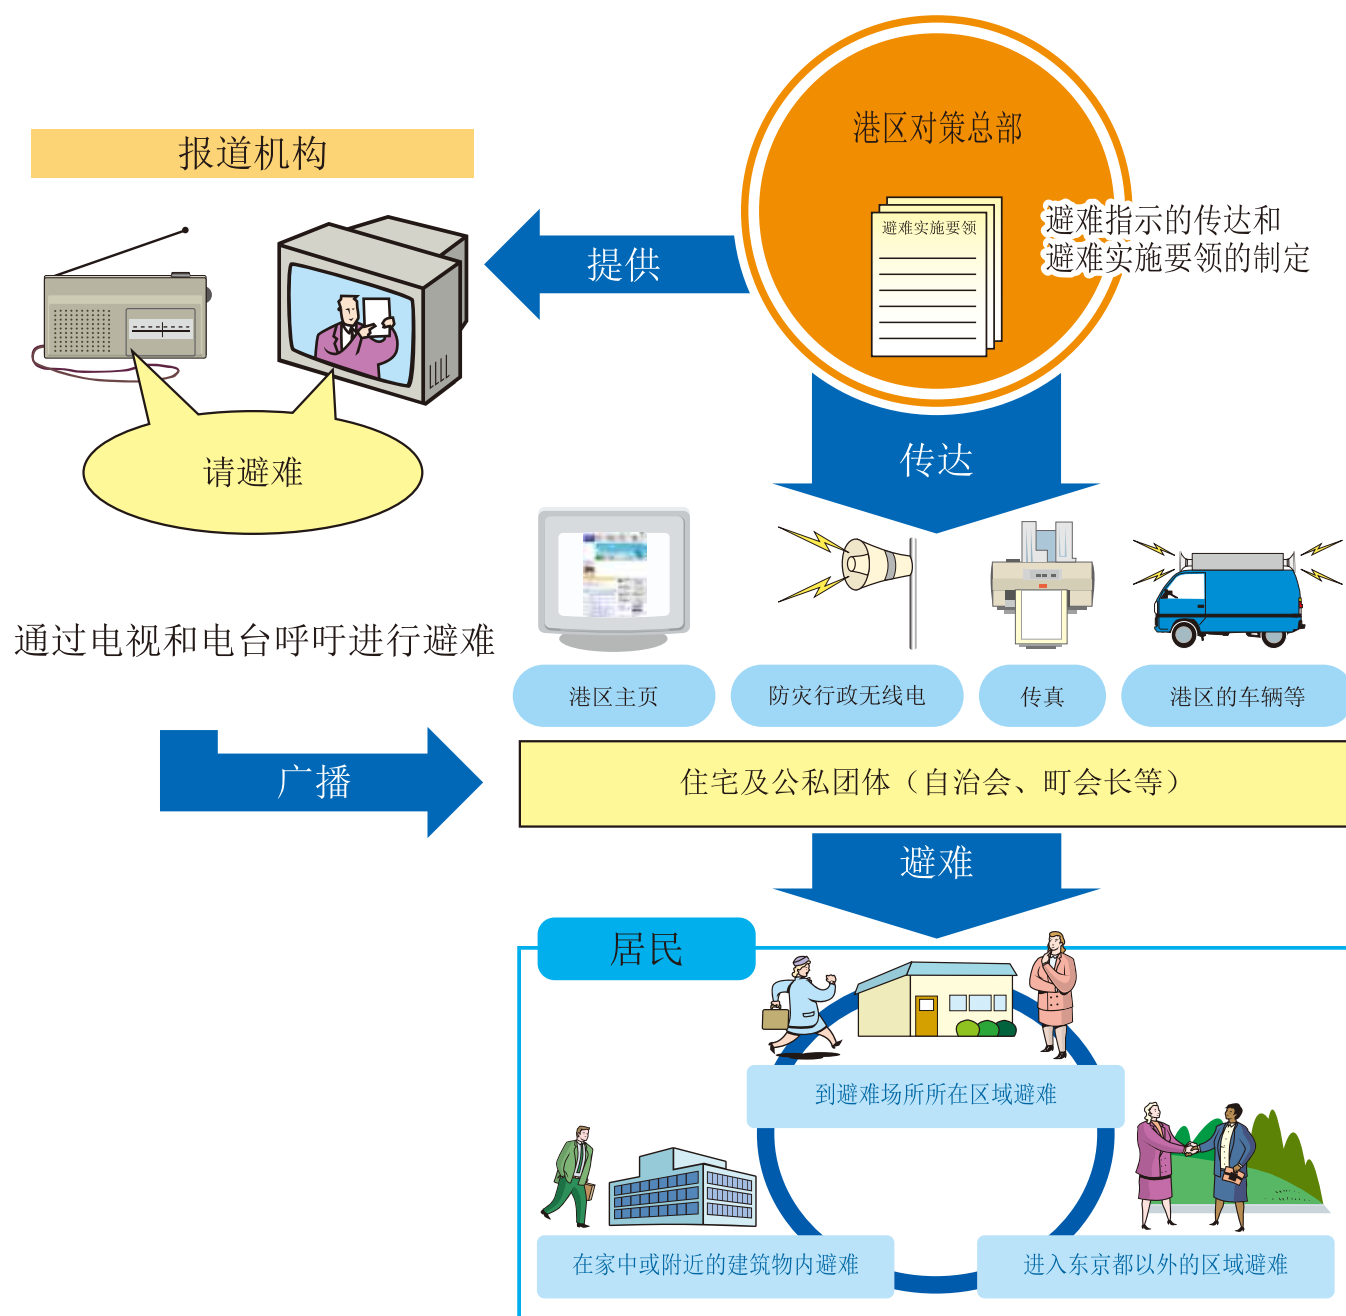 港区对策总部
避难实施要领
避难指示的传达和
避难实施要领的制定
报道机构
提供
请避难
传达
通过电视和电台呼吁进行避难
港区主页
防灾行政无线电
传真
港区的车辆等
广播
住宅及公私团体（自治会、町会长等）
避难
居民
到避难场所所在区域避难
在家中或附近的建筑物内避难
进入东京都以外的区域避难